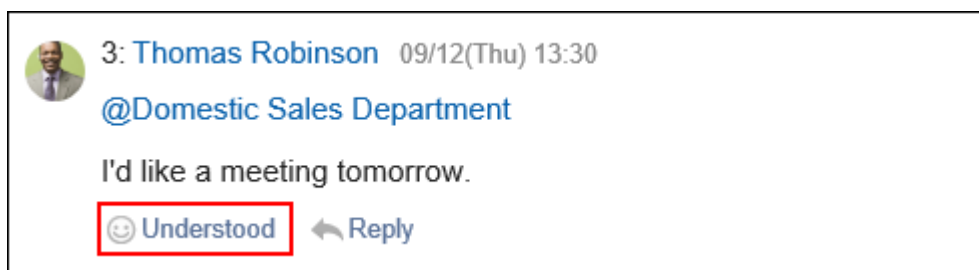 3: Thomas Robinson 09/12(Thu) 13:30
@Domestic Sales Department
I'd like a meeting tomorrow.
Understood Reply